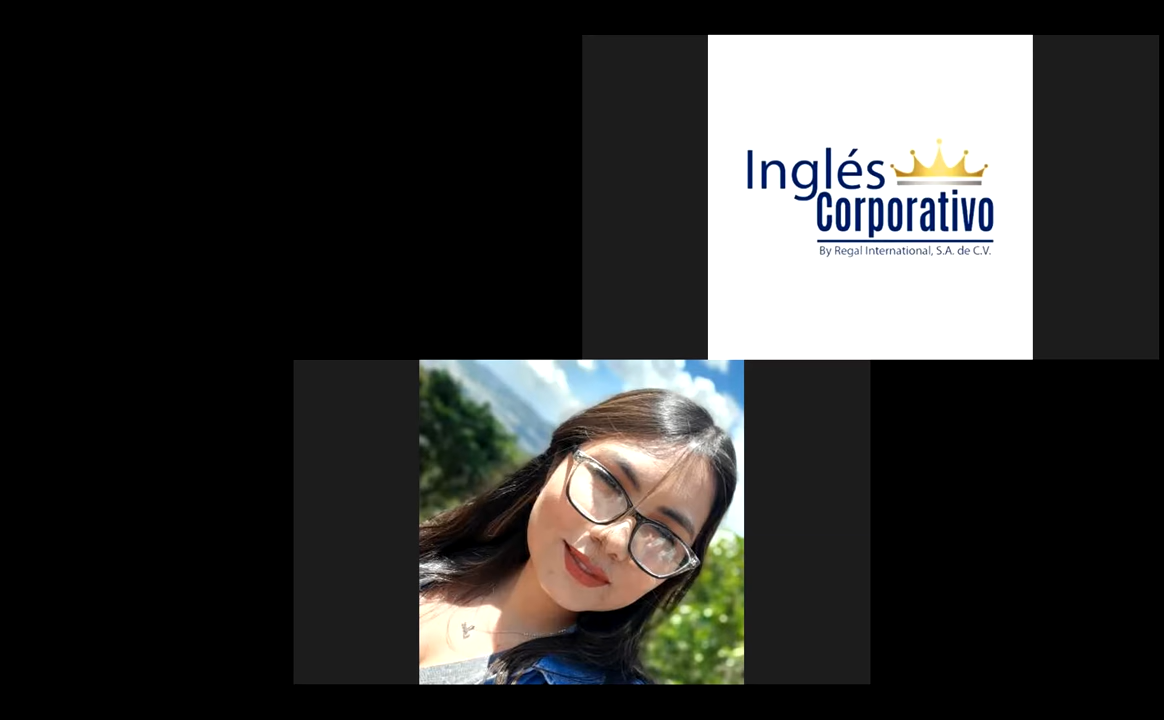 Inglés
Corporativo
By Regal International, S.A. de C.V.